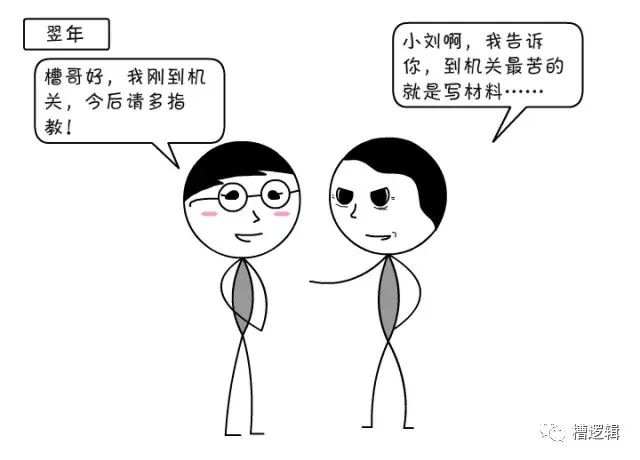 翌年
槽哥好，我刚到机
关，今后请多指
教！
小刘啊，我告诉
你，到机关最苦的
就是写材料……
槽逻辑